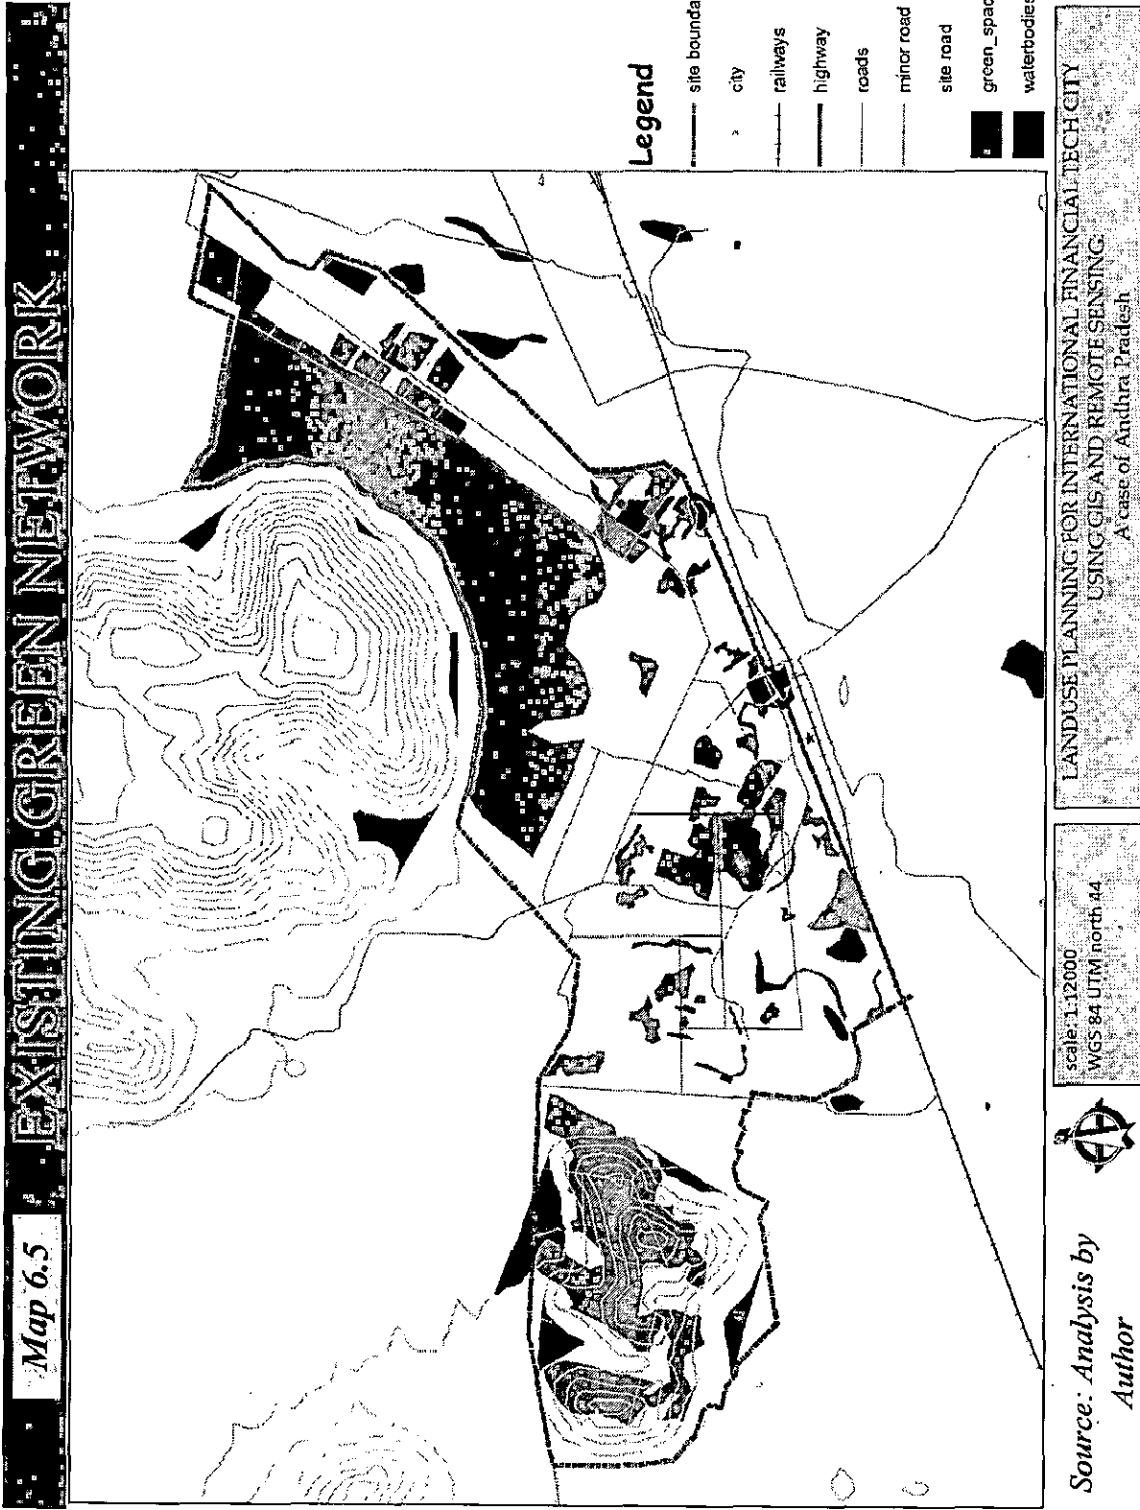 Map 6.5
EXISTING GREEN NETWORK
Legend
site bounda
city
railways
highway
roads
minor road
site road
green_spac
waterbodies
Source: Analysis by
Author
scale: 1:12000
WGS 84 UTM north 44
LANDUSE PLANNING FOR INTERNATIONAL FINANCIAL TECH CITY
USING GIS AND REMOTE SENSING:
A case of Andhra Pradesh